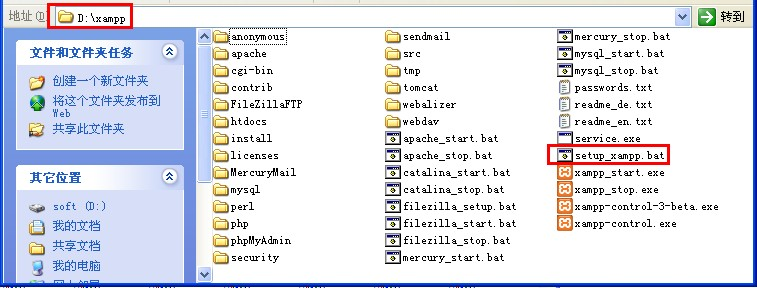 地址(D) D:\xampp 转到
文件和文件夹任务
创建一个新文件夹
将这个文件夹发布到
Web
共享此文件夹
其它位置
soft (D:)
我的文档
共享文档
我的电脑
网上邻居
anonymous
apache
cgi-bin
contrib
FileZillaFTP
htdocs
install
licenses
MercuryMail
mysql
perl
php
phpMyAdmin
security
sendmail
src
tmp
tomcat
webalizer
webdav
apache_start.bat
apache_stop.bat
catalina_start.bat
catalina_stop.bat
filezilla_setup.bat
filezilla_start.bat
filezilla_stop.bat
mercury_start.bat
mercury_stop.bat
mysql_start.bat
mysql_stop.bat
passwords.txt
readme_de.txt
readme_en.txt
service.exe
setup_xampp.bat
xampp_start.exe
xampp_stop.exe
xampp-control-3-beta.exe
xampp-control.exe